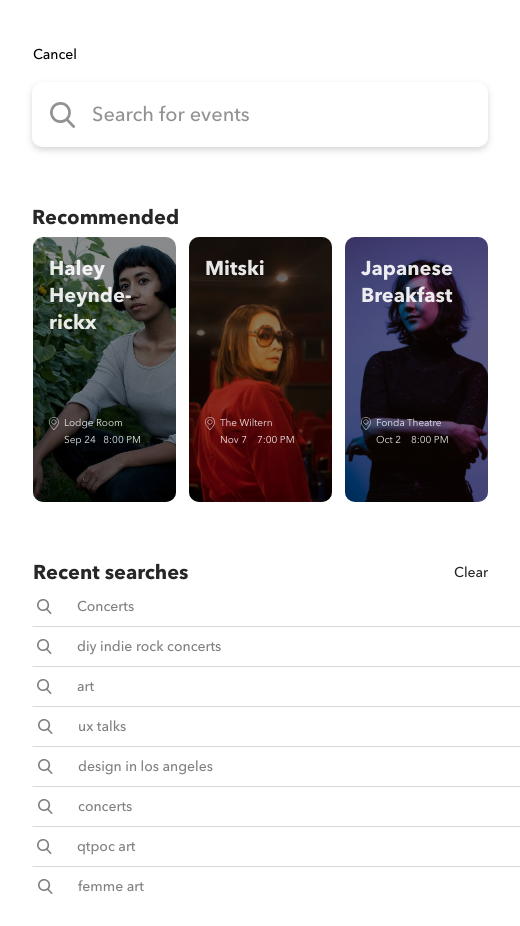 Cancel
Search for events
Recommended
Haley
Heynde-
rickx
Lodge Room
Sep 24 8:00 PM
Mitski
The Wiltern
Nov 7 7:00 PM
Japanese
Breakfast
Fonda Theatre
Oct 2 8:00 PM
Recent searches
Clear
Concerts
diy indie rock concerts
art
ux talks
design in los angeles
concerts
qtpoc art
femme art